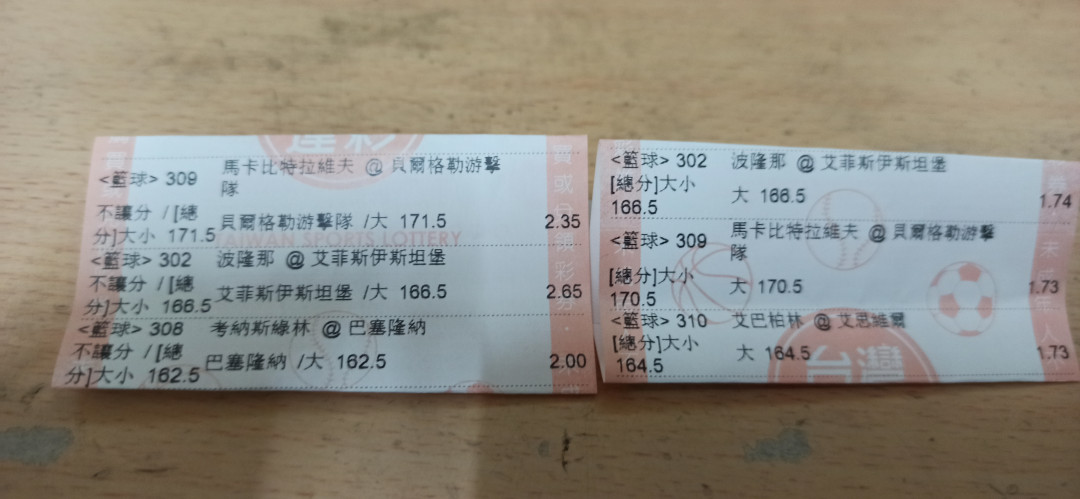 運彩
<籃球> 309 馬卡比特拉維夫 @ 貝爾格勒游擊
隊
不讓分 / [總
分]大小 171.5 貝爾格勒游擊隊 /大 171.5 2.35
TAIWAN SPORTS LOTTERY
<籃球> 302 波隆那 @ 艾菲斯伊斯坦堡
不讓分 / [總
分]大小 166.5 艾菲斯伊斯坦堡 /大 166.5 2.65
<籃球> 308 考納斯綠林 @ 巴塞隆納
不讓分 / [總
分]大小 162.5 巴塞隆納 /大 162.5 2.00
<籃球> 302 波隆那 @ 艾菲斯伊斯坦堡
[總分]大小
166.5 大 166.5 1.74
<籃球> 309 馬卡比特拉維夫 @ 貝爾格勒游擊
隊
[總分]大小
170.5 大 170.5 1.73
<籃球> 310 艾巴柏林 @ 艾思維爾
[總分]大小
164.5 大 164.5 1.73
台灣